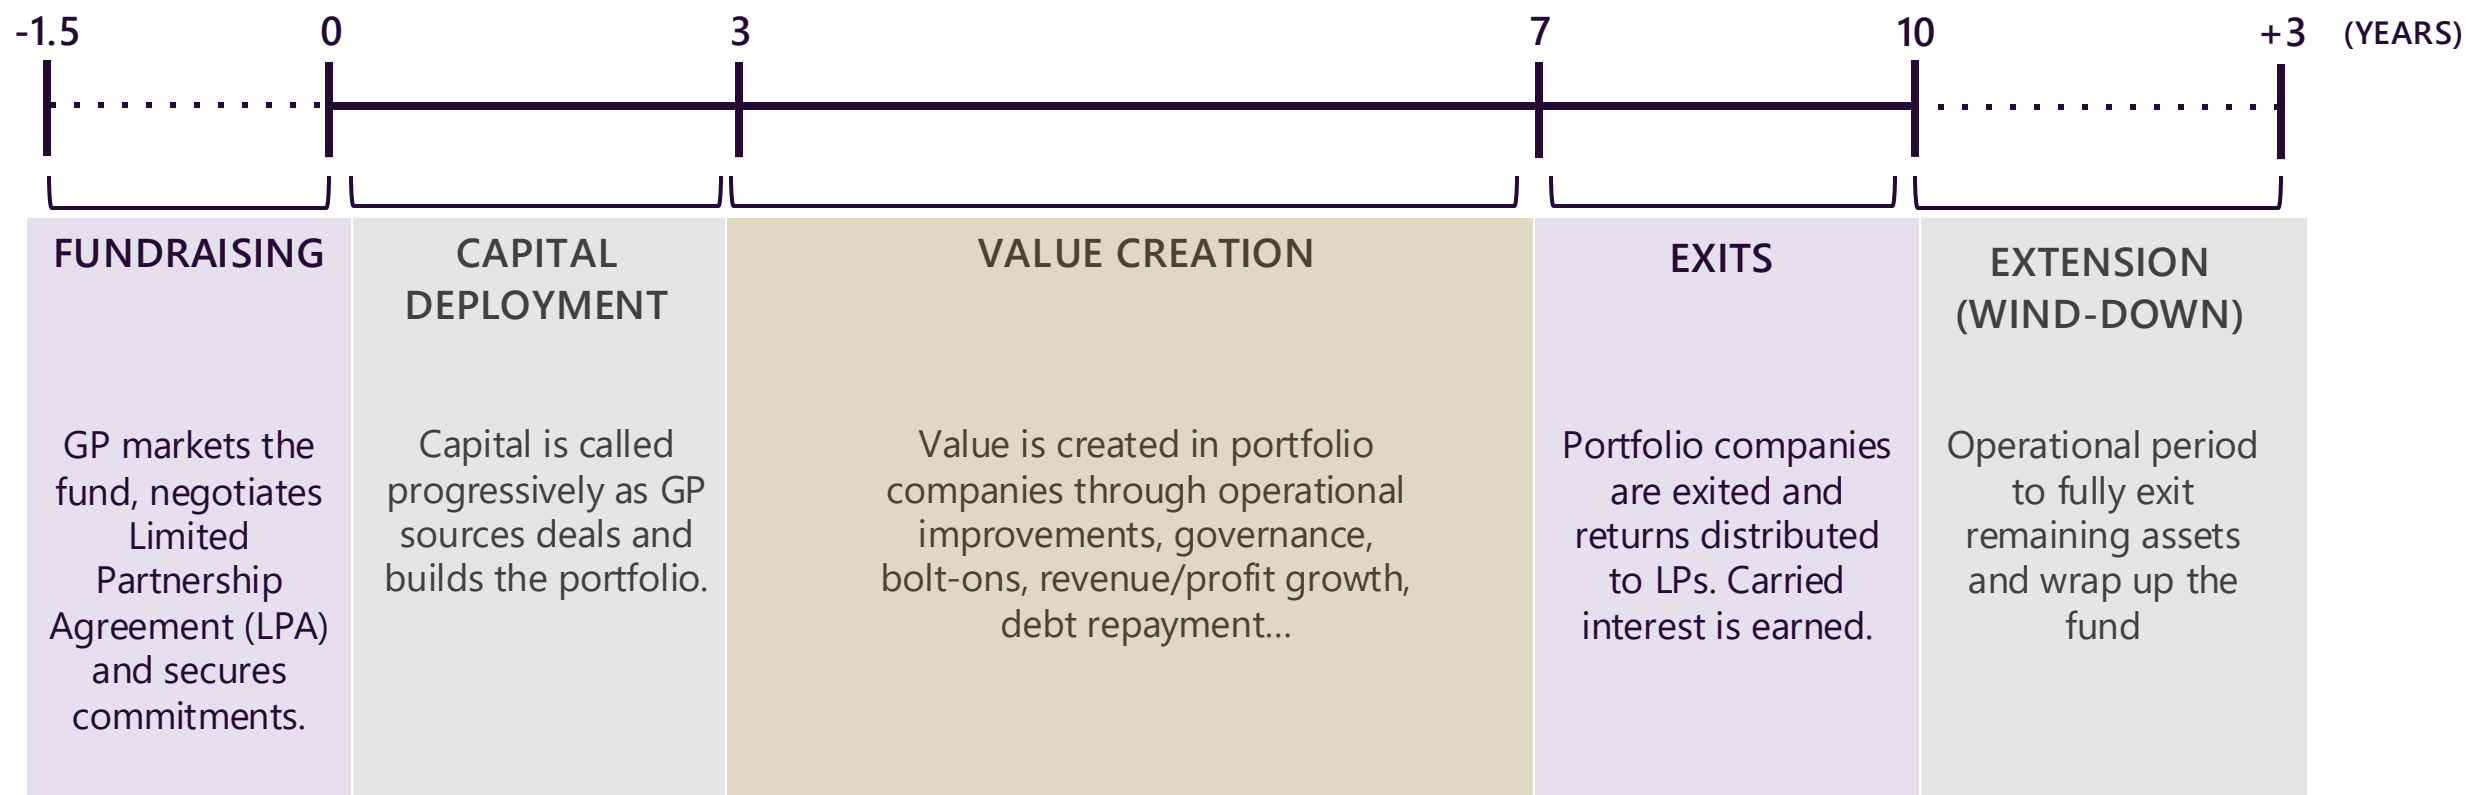 -1.5 0 3 7 10 +3 (YEARS)
FUNDRAISING
GP markets the
fund, negotiates
Limited
Partnership
Agreement (LPA)
and secures
commitments.
CAPITAL
DEPLOYMENT
Capital is called
progressively as GP
sources deals and
builds the portfolio.
VALUE CREATION
Value is created in portfolio
companies through operational
improvements, governance,
bolt-ons, revenue/profit growth,
debt repayment...
EXITS
Portfolio companies
are exited and
returns distributed
to LPs. Carried
interest is earned.
EXTENSION
(WIND-DOWN)
Operational period
to fully exit
remaining assets
and wrap up the
fund